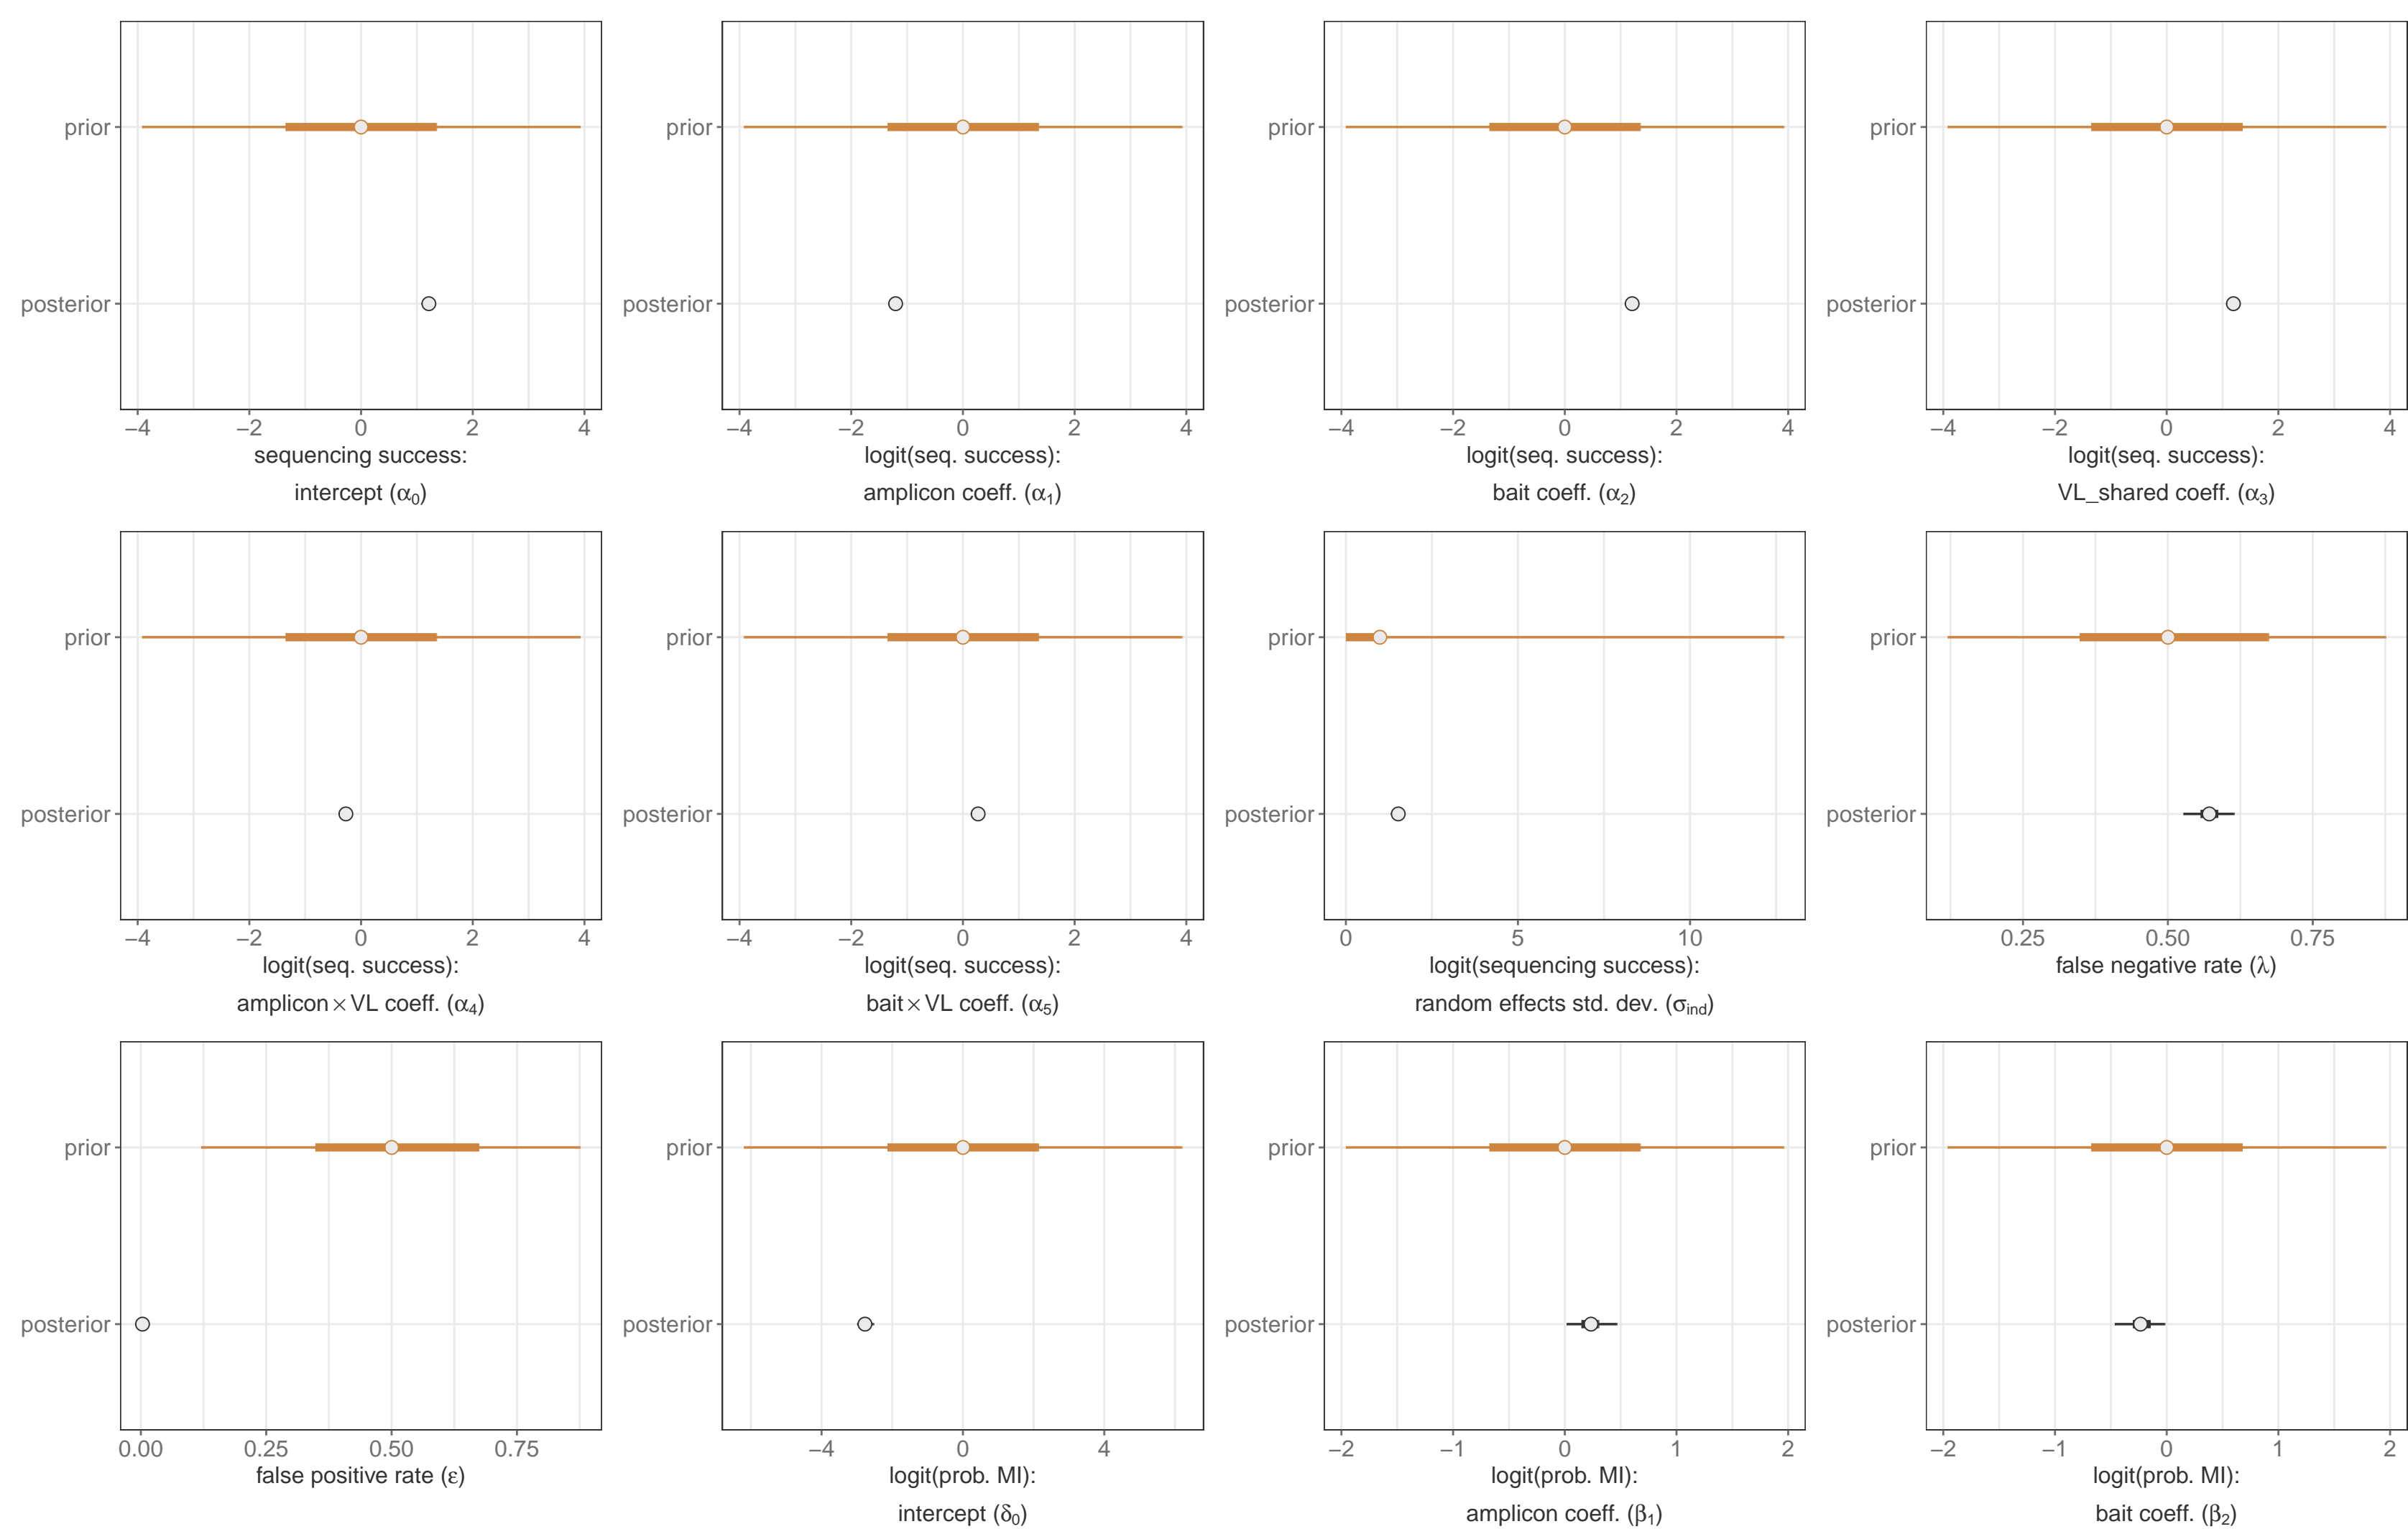 prior
posterior
−4 −2 0 2 4
sequencing success:
intercept (α₀)
prior
posterior
−4 −2 0 2 4
logit(seq. success):
amplicon coeff. (α₁)
prior
posterior
−4 −2 0 2 4
logit(seq. success):
bait coeff. (α₂)
prior
posterior
−4 −2 0 2 4
logit(seq. success):
VL_shared coeff. (α₃)
prior
posterior
−4 −2 0 2 4
logit(seq. success):
amplicon×VL coeff. (α₄)
prior
posterior
−4 −2 0 2 4
logit(seq. success):
bait×VL coeff. (α₅)
prior
posterior
0 5 10
logit(sequencing success):
random effects std. dev. (σind)
prior
posterior
0.25 0.50 0.75
false negative rate (λ)
prior
posterior
0.00 0.25 0.50 0.75
false positive rate (ε)
prior
posterior
−4 0 4
logit(prob. MI):
intercept (δ₀)
prior
posterior
−2 −1 0 1 2
logit(prob. MI):
amplicon coeff. (β₁)
prior
posterior
−2 −1 0 1 2
logit(prob. MI):
bait coeff. (β₂)